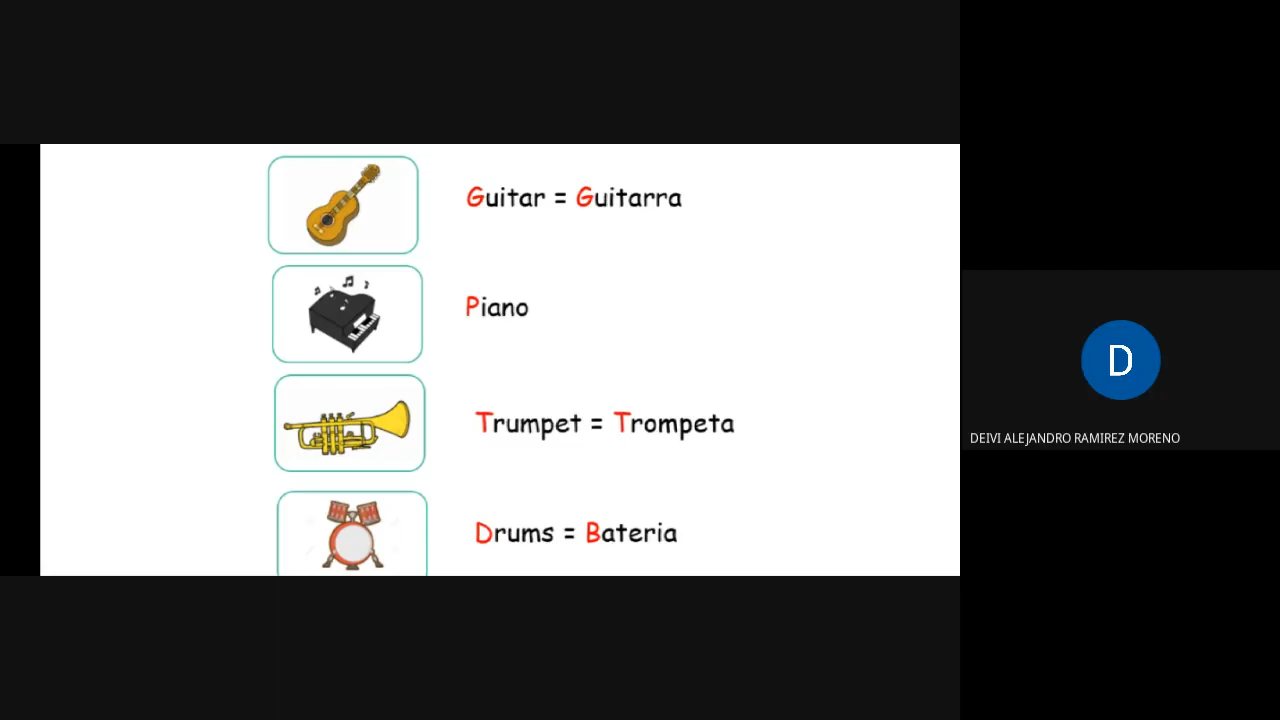 Guitar = Guitarra
Piano
Trumpet = Trompeta
Drums = Bateria
D
DEIVI ALEJANDRO RAMIREZ MORENO